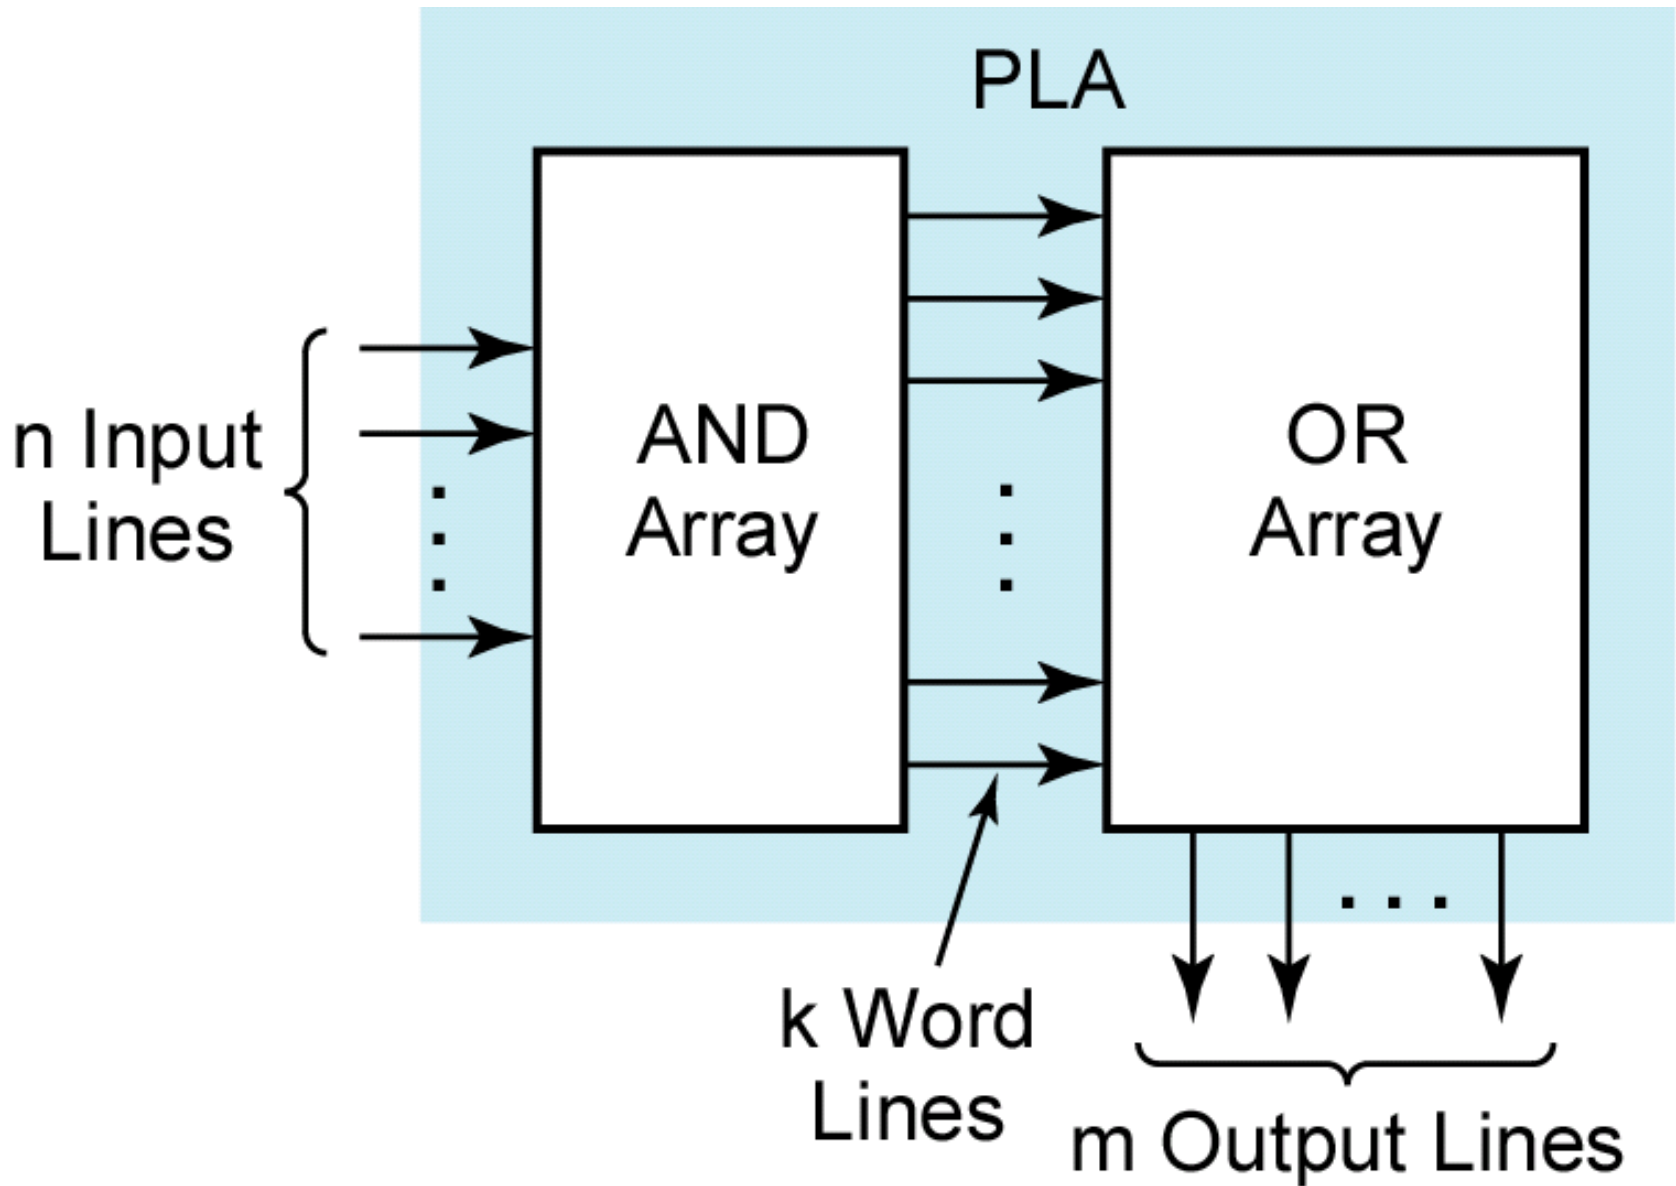 PLA
n Input
Lines
AND
Array
OR
Array
k Word
Lines
m Output Lines